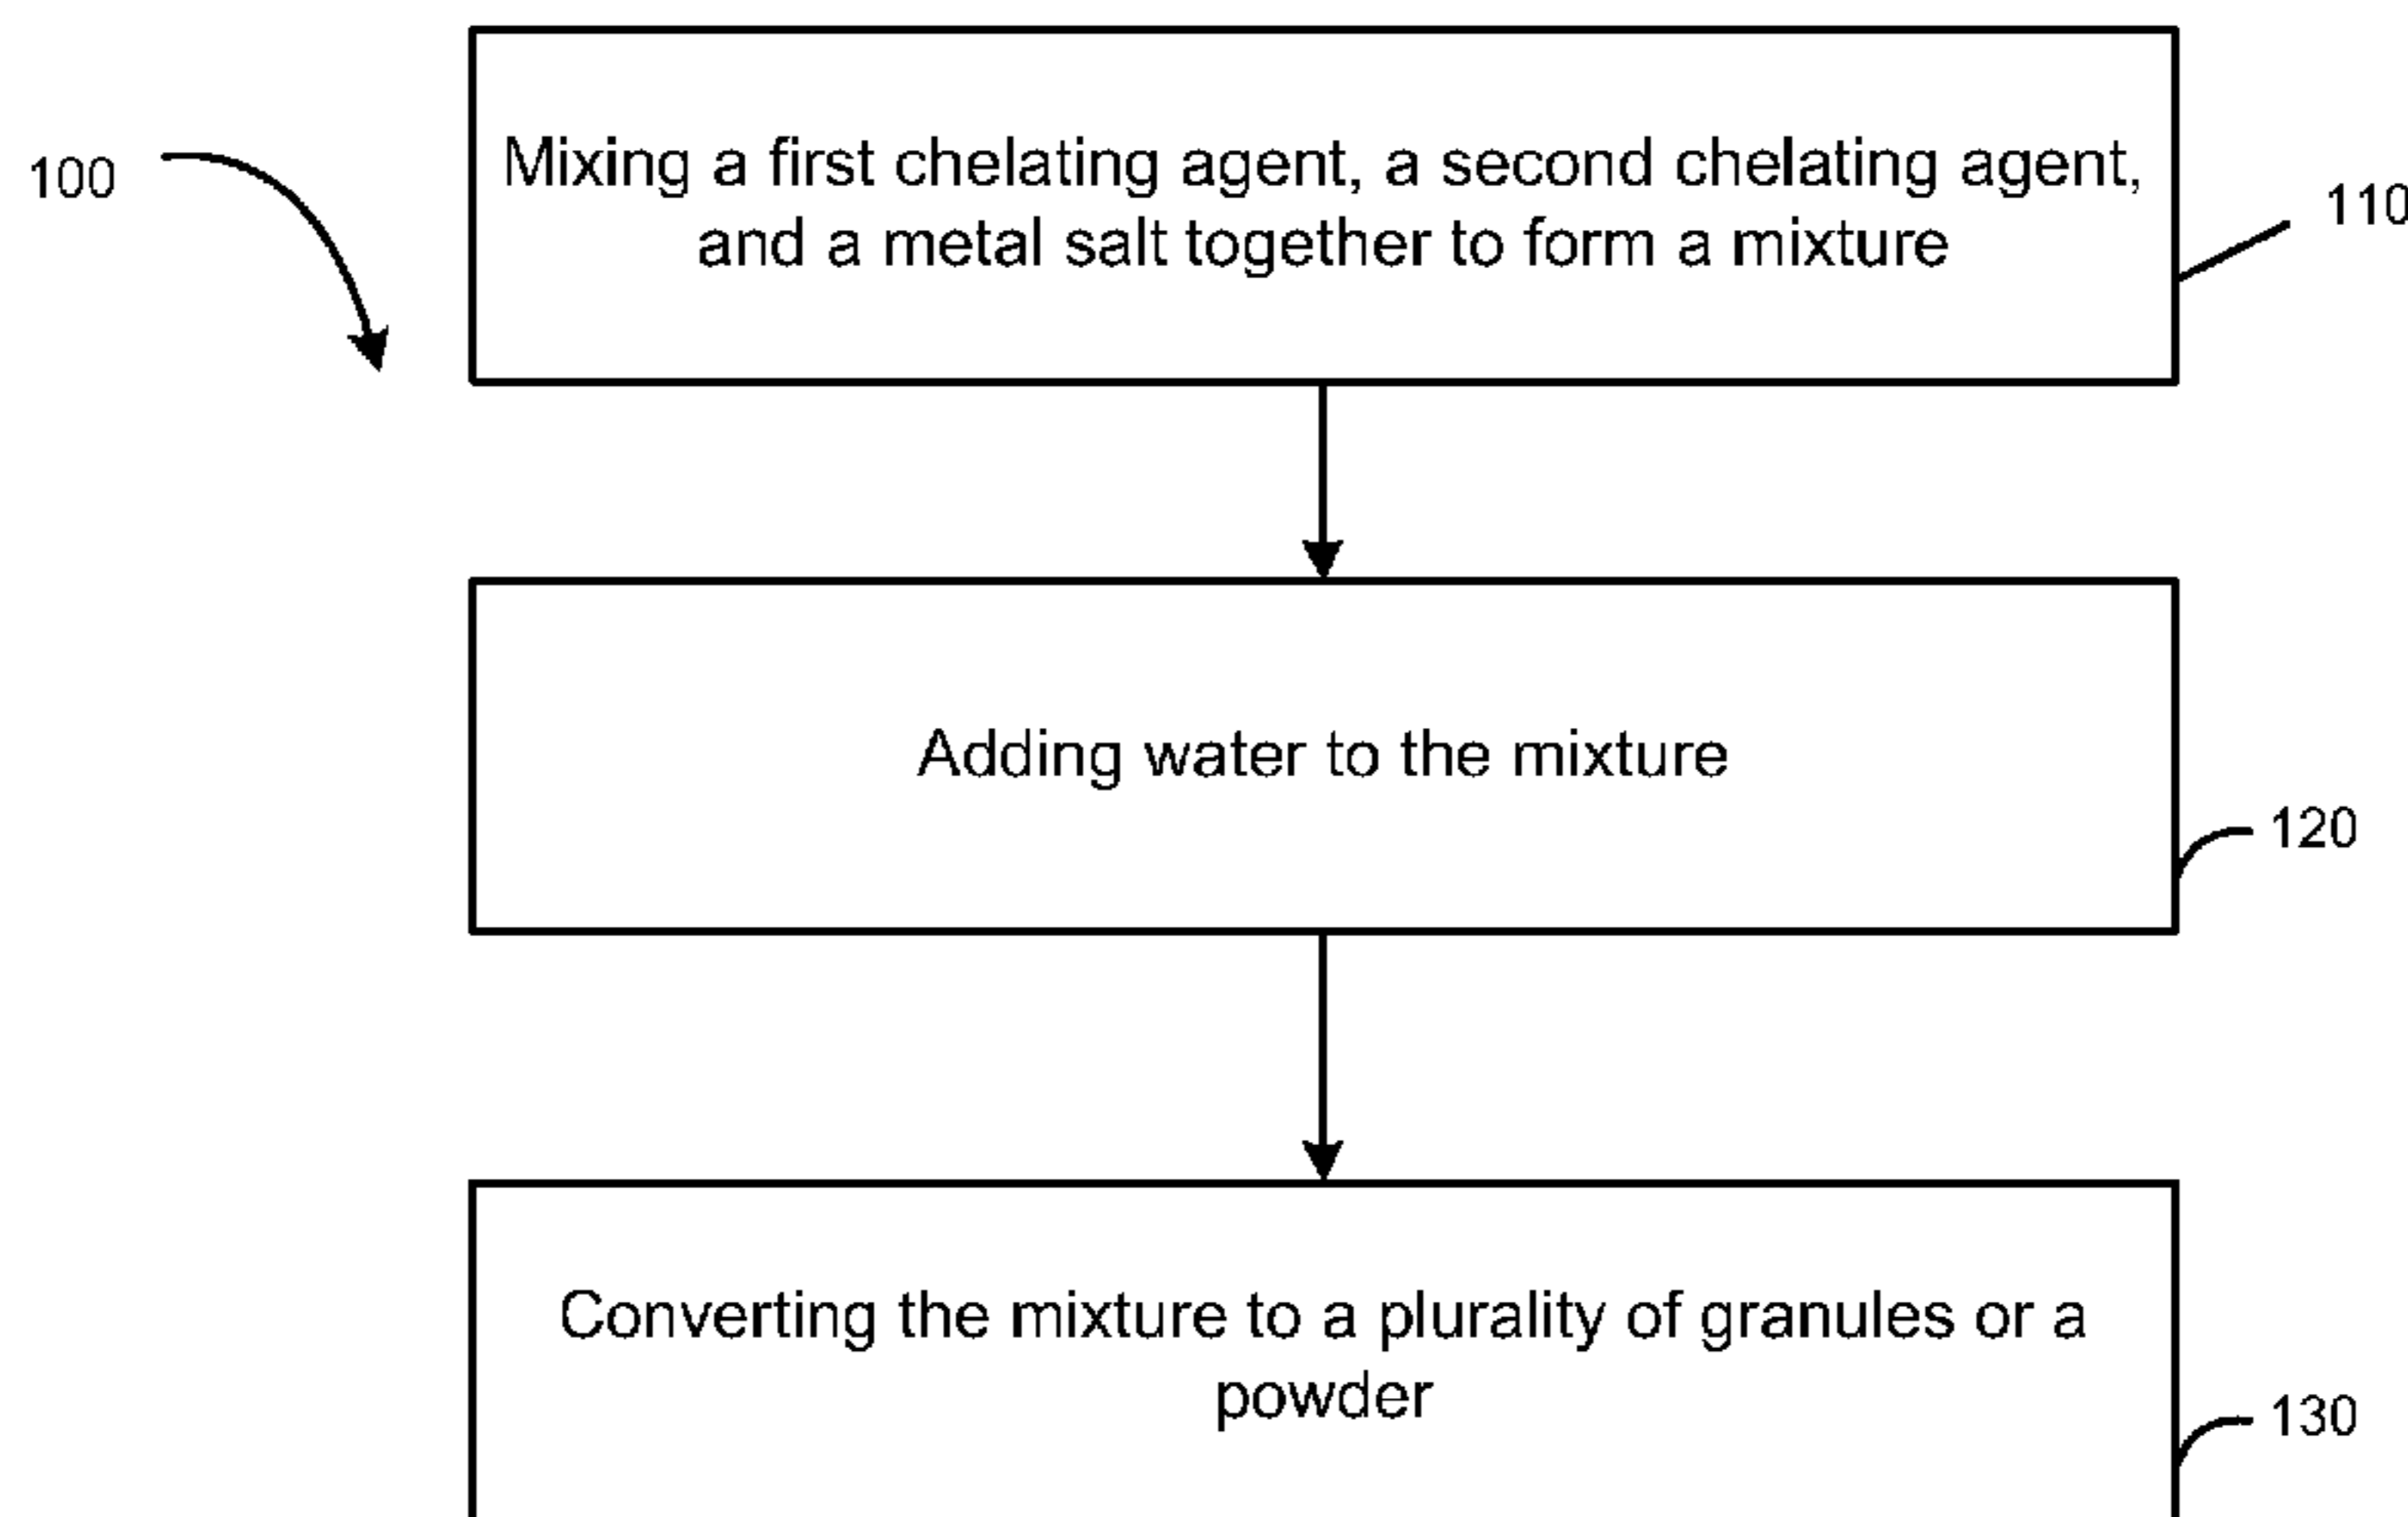 100
Mixing a first chelating agent, a second chelating agent,
and a metal salt together to form a mixture
110
Adding water to the mixture
120
Converting the mixture to a plurality of granules or a
powder
130